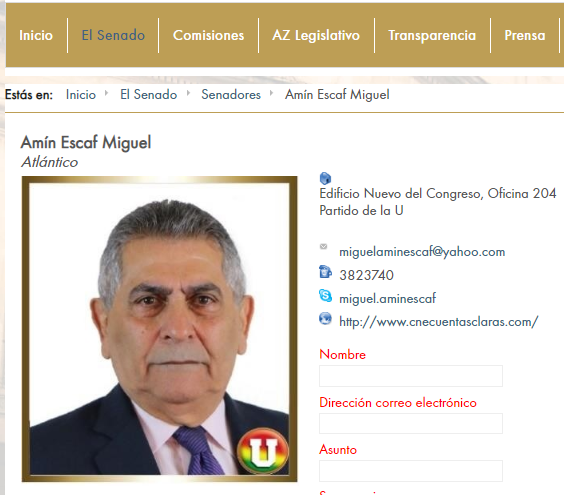 Inicio
El Senado
Comisiones
AZ Legislativo
Transparencia
Prensa
Estás en: Inicio El Senado Senadores Amín Escaf Miguel
Amín Escaf Miguel
Atlántico
Edificio Nuevo del Congreso, Oficina 204
Partido de la U
miguelaminescaf@yahoo.com
3823740
miguel.aminescaf
http://www.cnecuentasclaras.com/
Nombre
Dirección correo electrónico
Asunto
U